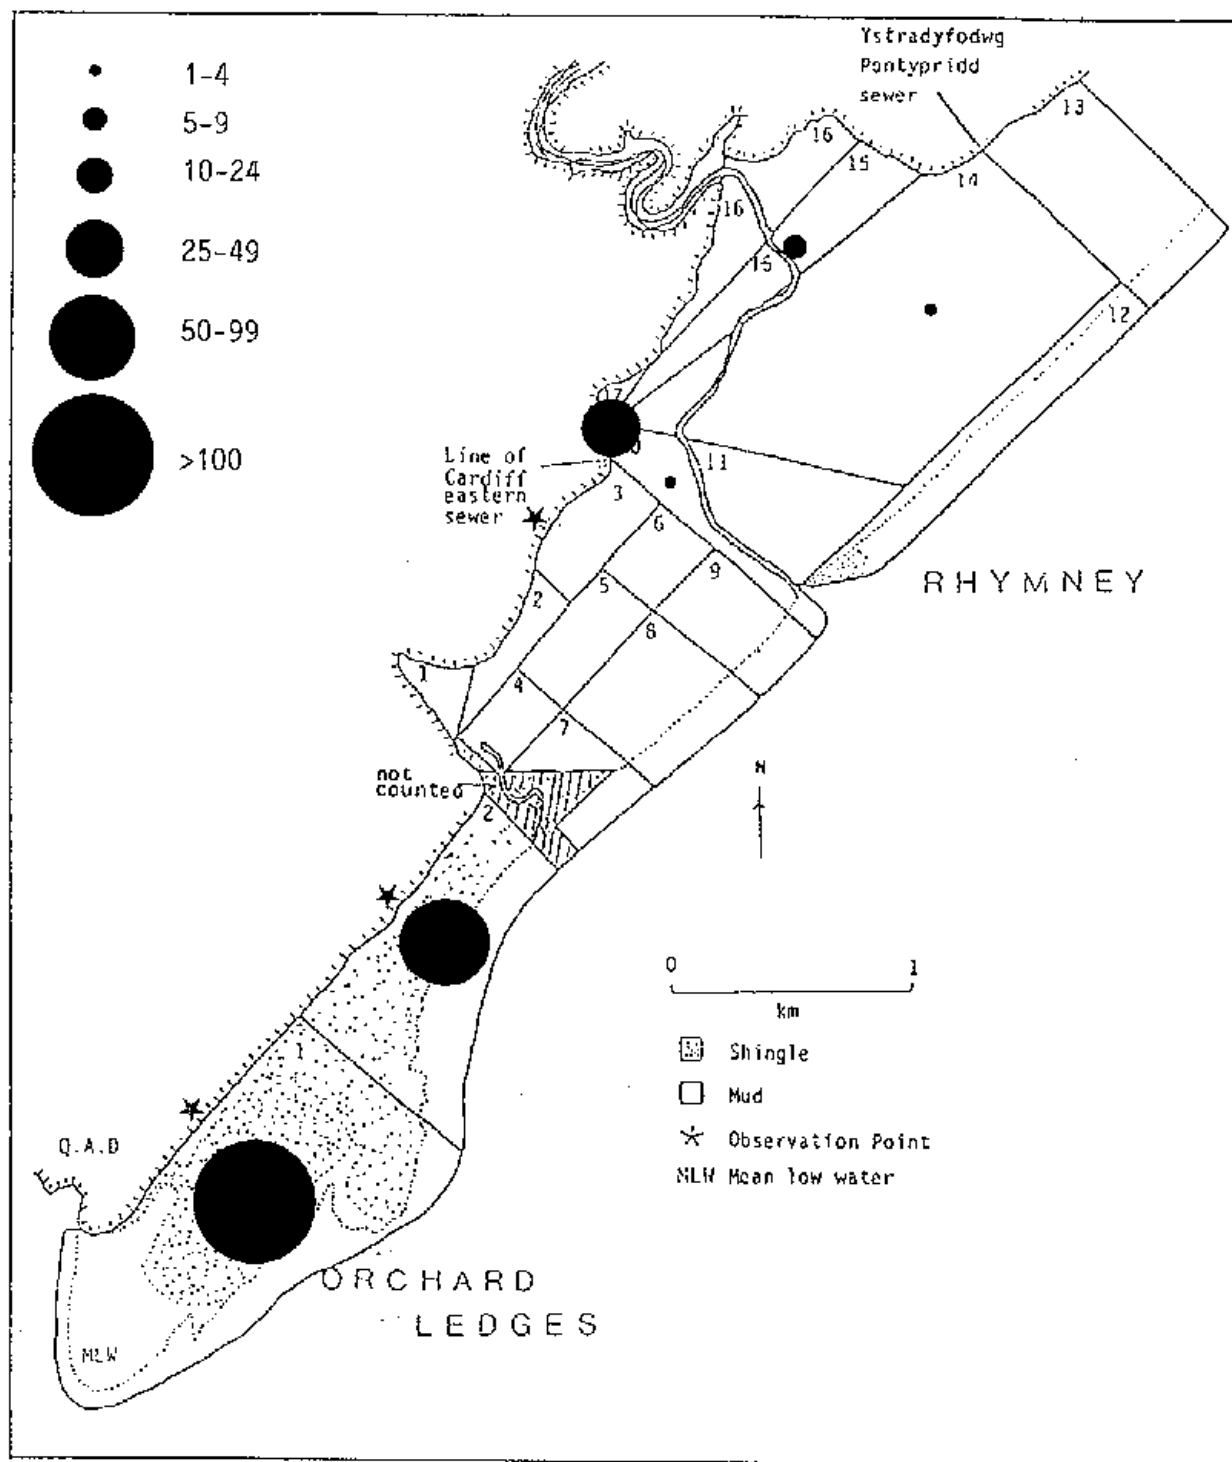 1-4
5-9
10-24
25-49
50-99
>100
Ystradyfodwg
Pontypridd
sewer
13
16
15
14
16
15
12
17
Line of
Cardiff
eastern
sewer
11
3
6
9
5
2
8
RHYMNEY
1
4
7
not
counted
2
N
0 1
km
Shingle
Mud
Observation Point
MLW Mean low water
1
Q.A.D
ORCHARD
LEDGES
MLW